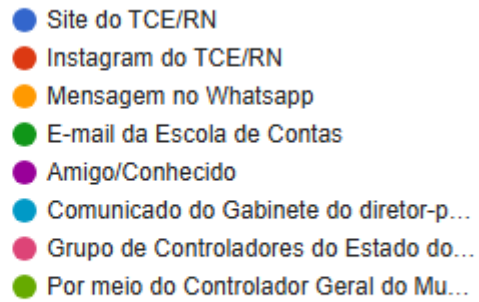 Site do TCE/RN
Instagram do TCE/RN
Mensagem no Whatsapp
E-mail da Escola de Contas
Amigo/Conhecido
Comunicado do Gabinete do diretor-p...
Grupo de Controladores do Estado do...
Por meio do Controlador Geral do Mu...